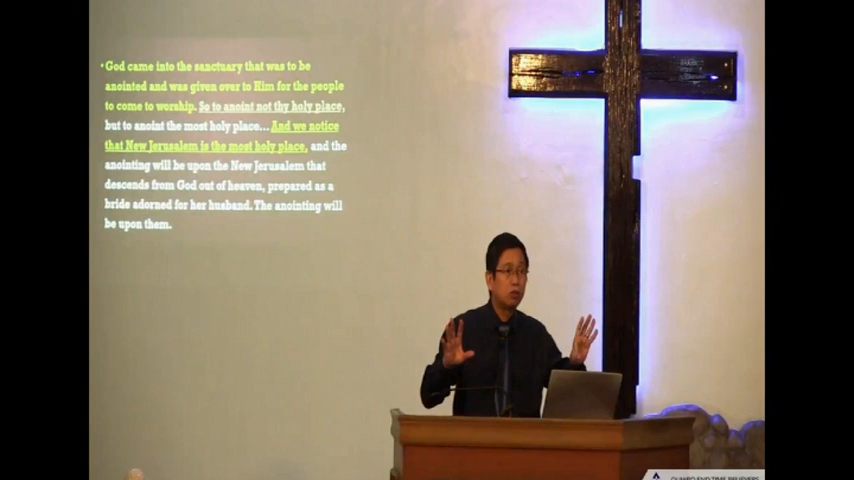 • God came into the sanctuary that was to be
anointed and was given over to Him for the people
to come to worship. So to anoint not thy holy place,
but to anoint the most holy place... And we notice
that New Jerusalem is the most holy place, and the
anointing will be upon the New Jerusalem that
descends from God out of heaven, prepared as a
bride adorned for her husband. The anointing will
be upon them.
TIME BELIEVERS